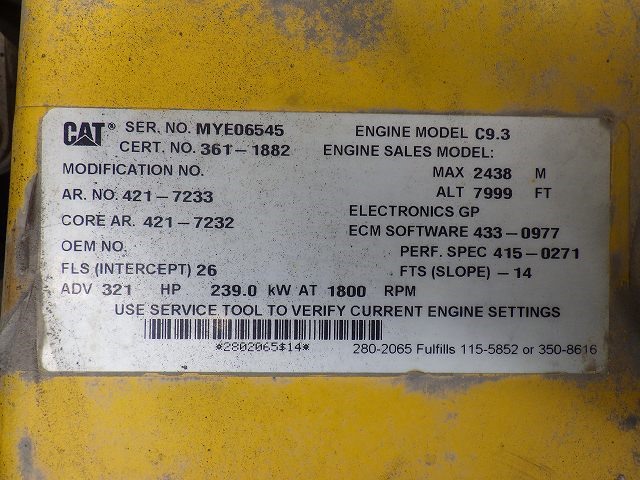 CAT® SER. NO. MYE06545 ENGINE MODEL C9.3
CERT. NO. 361-1882 ENGINE SALES MODEL:
MODIFICATION NO. MAX 2438 M
AR. NO. 421-7233 ALT 7999 FT
CORE AR. 421-7232 ELECTRONICS GP
ECM SOFTWARE 433-0977
OEM NO. PERF. SPEC 415-0271
FLS (INTERCEPT) 26 FTS (SLOPE) -14
ADV 321 HP 239.0 kW AT 1800 RPM
USE SERVICE TOOL TO VERIFY CURRENT ENGINE SETTINGS
*2802065$14* 280-2065 Fulfills 115-5852 or 350-8616